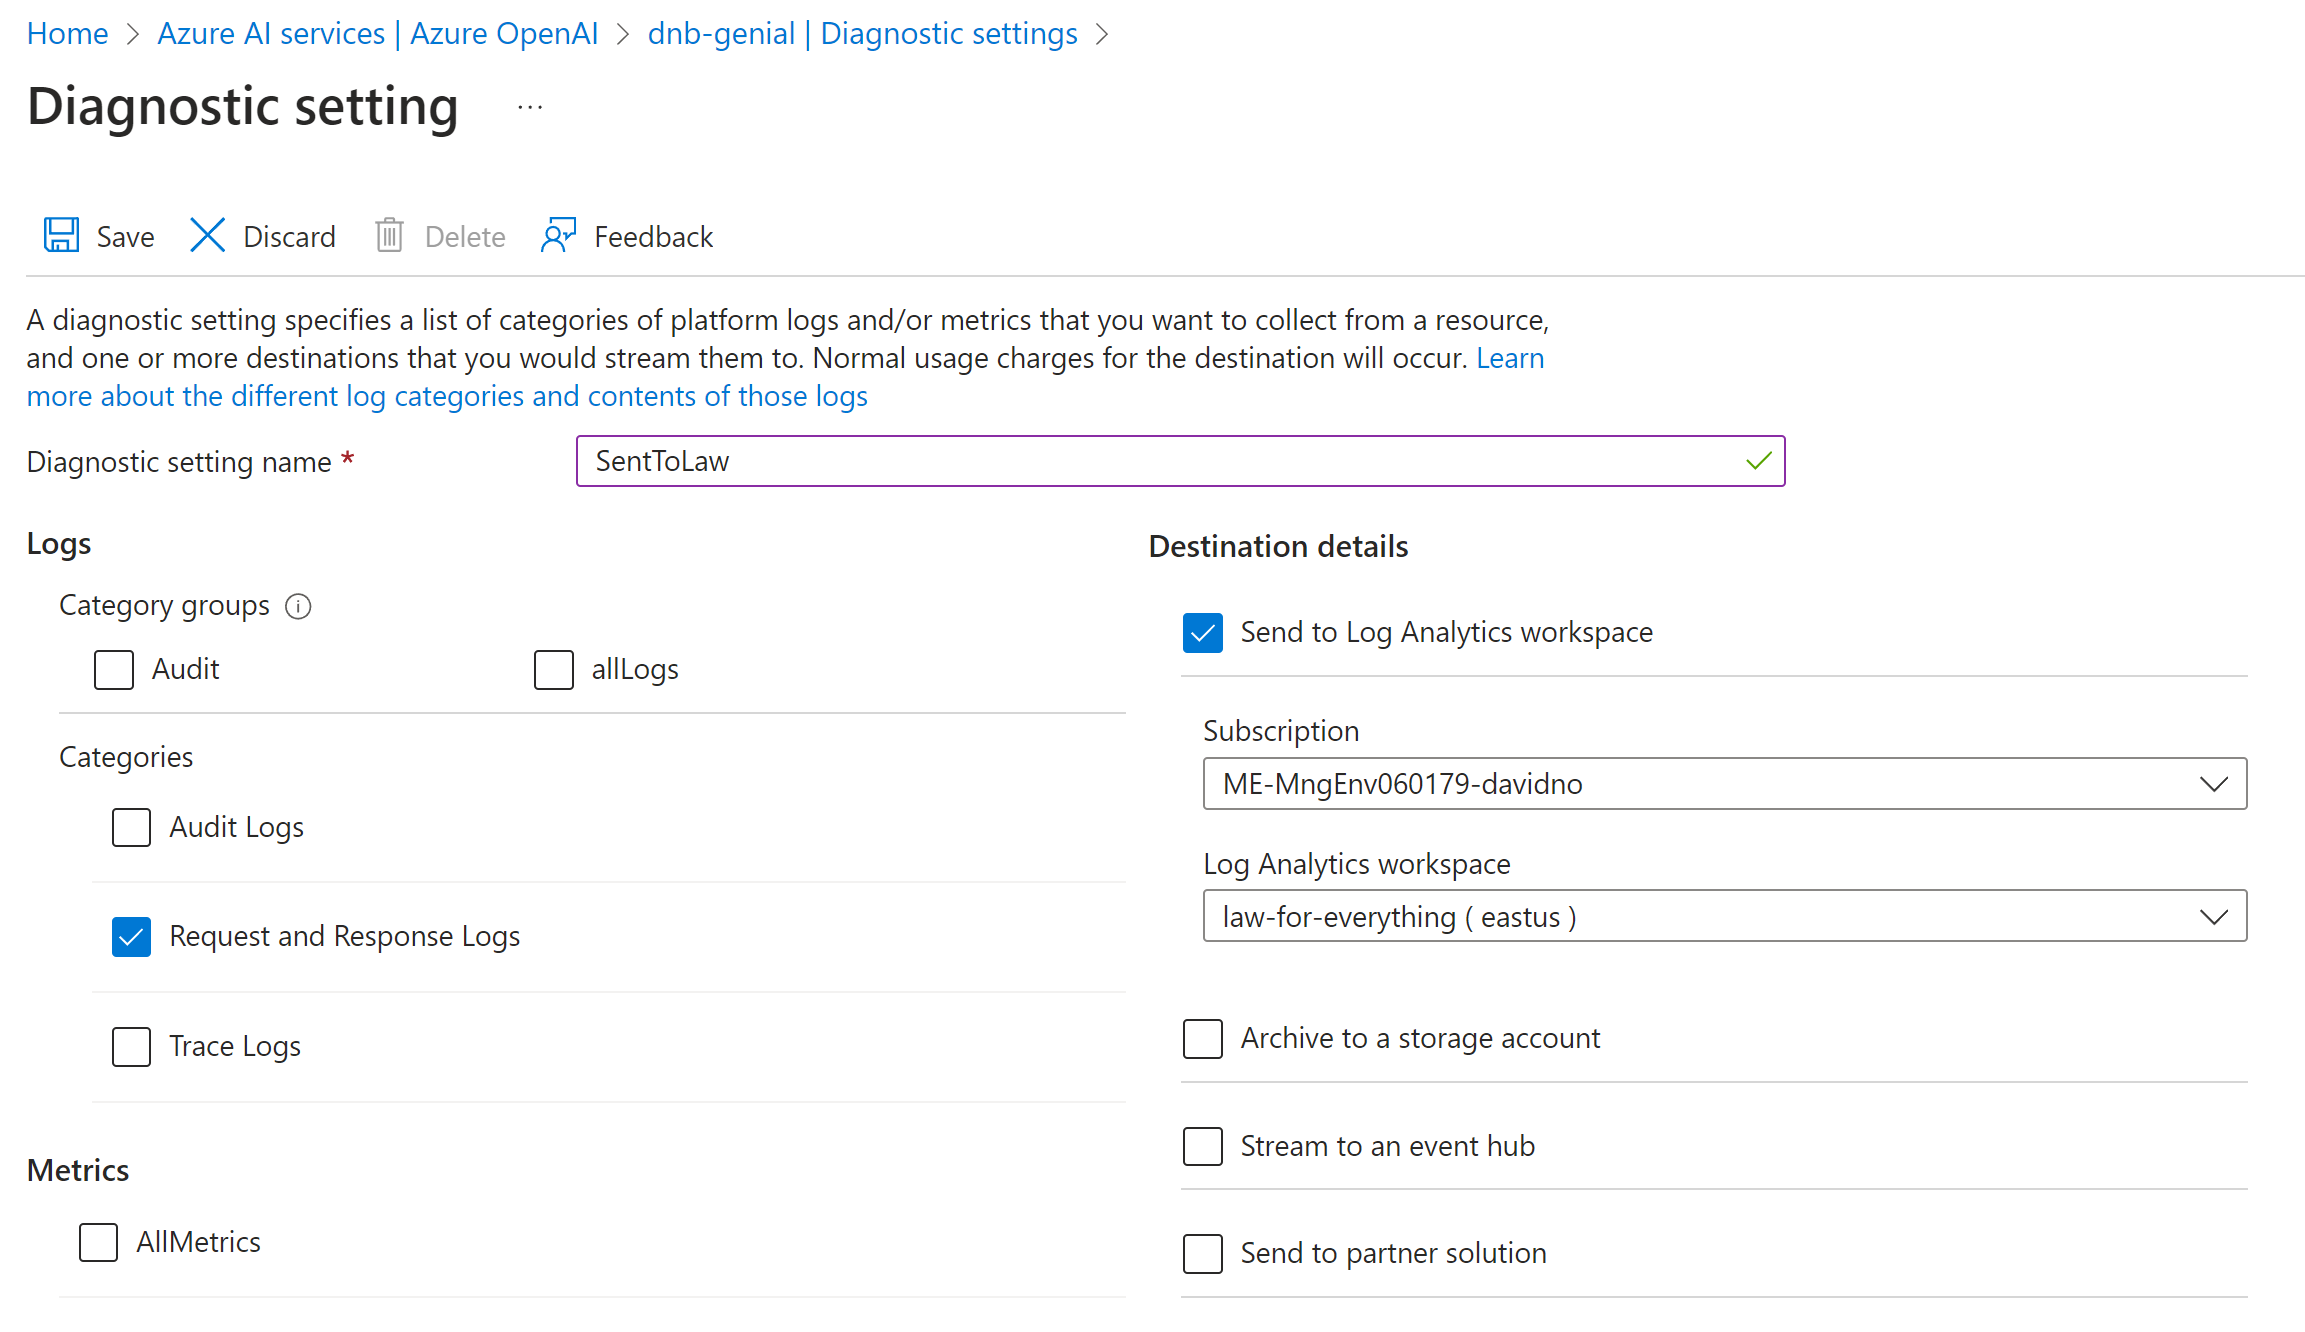 Home > Azure AI services | Azure OpenAI > dnb-genial | Diagnostic settings >
Diagnostic setting ...
Save Discard Delete Feedback
A diagnostic setting specifies a list of categories of platform logs and/or metrics that you want to collect from a resource,
and one or more destinations that you would stream them to. Normal usage charges for the destination will occur. Learn
more about the different log categories and contents of those logs
Diagnostic setting name *
SentToLaw
Logs
Category groups
Audit
allLogs
Categories
Audit Logs
Request and Response Logs
Trace Logs
Metrics
AllMetrics
Destination details
Send to Log Analytics workspace
Subscription
ME-MngEnv060179-davidno
Log Analytics workspace
law-for-everything ( eastus )
Archive to a storage account
Stream to an event hub
Send to partner solution